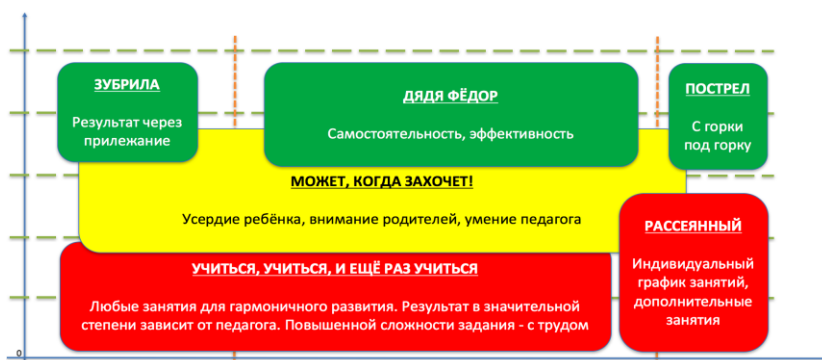 ЗУБРИЛА
Результат через
прилежание
ДЯДЯ ФЁДОР
Самостоятельность, эффективность
ПОСТРЕЛ
С горки
под горку
МОЖЕТ, КОГДА ЗАХОЧЕТ!
Усердие ребёнка, внимание родителей, умение педагога
РАССЕЯННЫЙ
Индивидуальный
график занятий,
дополнительные
занятия
УЧИТЬСЯ, УЧИТЬСЯ, И ЕЩЁ РАЗ УЧИТЬСЯ
Любые занятия для гармоничного развития. Результат в значительной
степени зависит от педагога. Повышенной сложности задания - с трудом
0